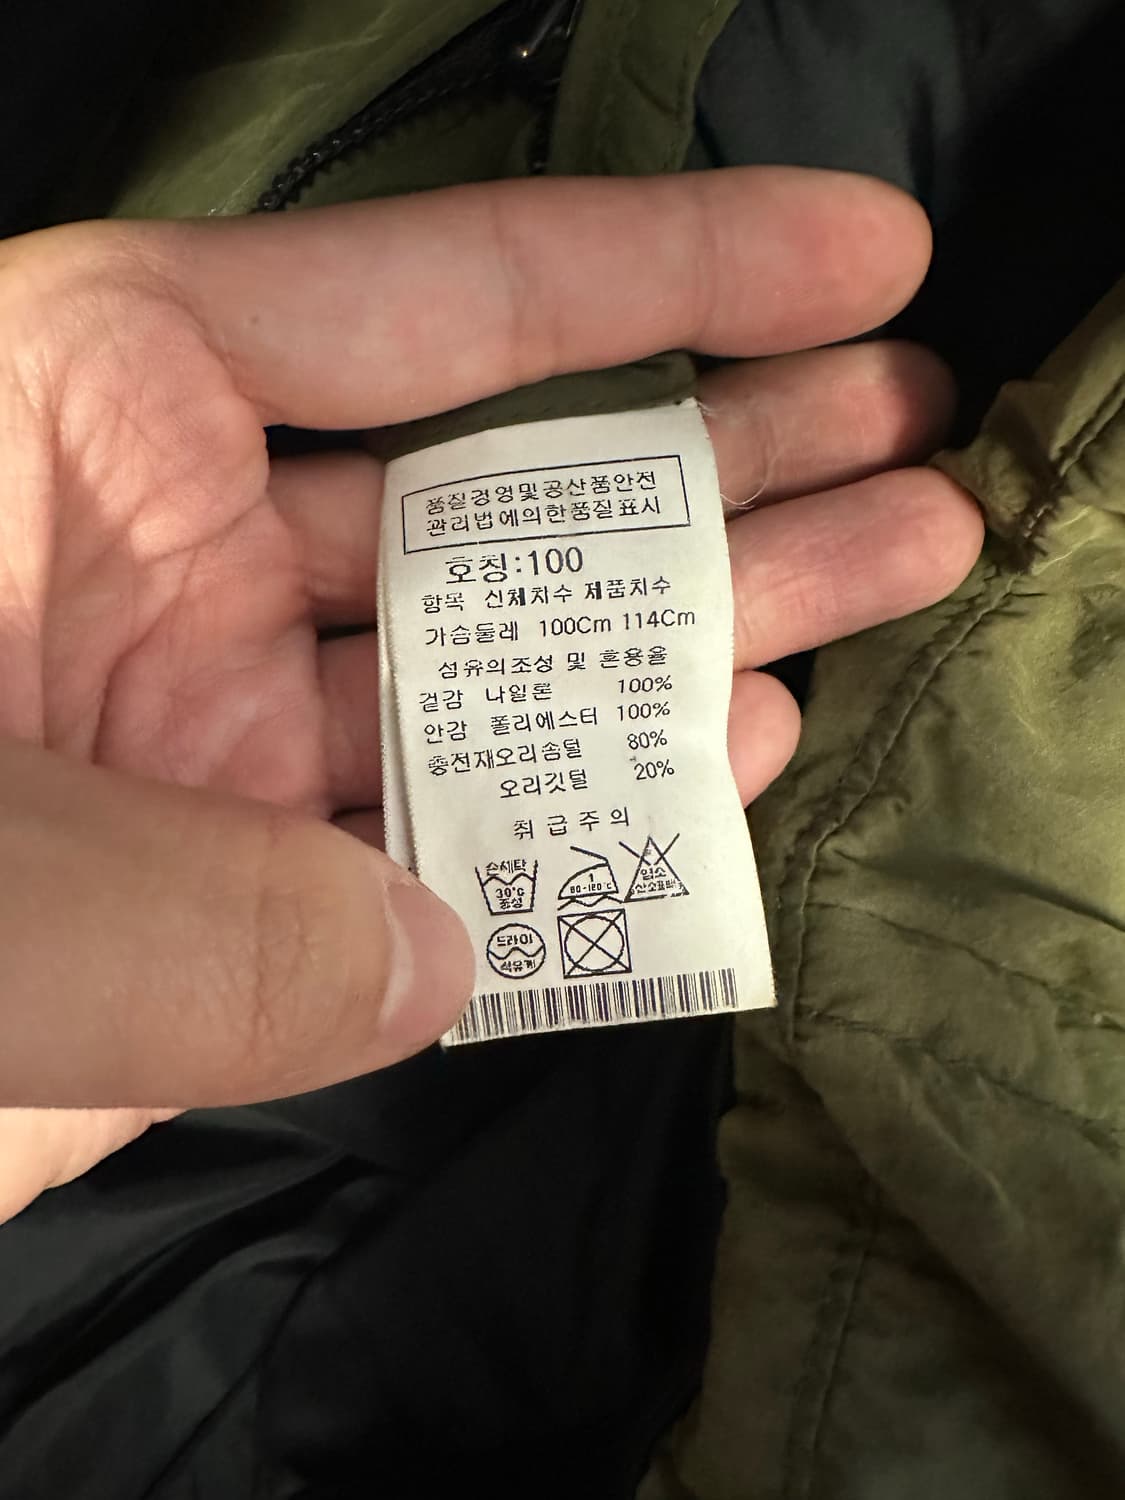 품질경영및공산품안전
관리법에의한품질표시
호칭:100
항목 신체치수 제품치수
가슴둘레 100Cm 114Cm
섬유의조성 및 혼용율
겉감 나일론 100%
안감 폴리에스터 100%
충전재오리솜털 80%
오리깃털 20%
취급주의
손세탁
30°C
중성
1
80-120°C
염소
산소표백
드라이
석유계